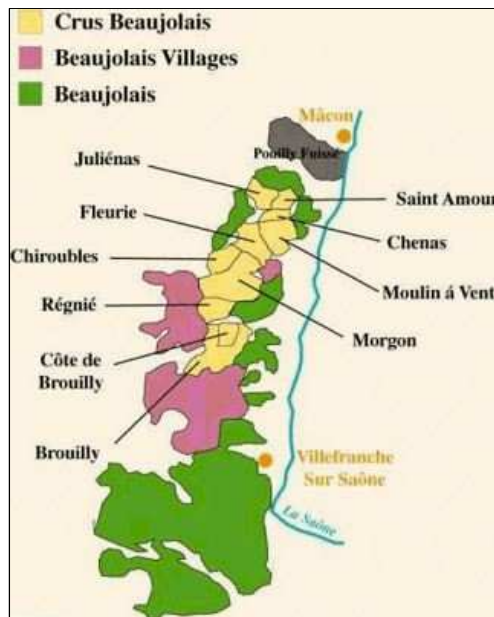 Crus Beaujolais
Beaujolais Villages
Beaujolais
Mâcon
Pouilly Fuissé
Juliénas
Saint Amour
Fleurie
Chenas
Chiroubles
Moulin á Vent
Régnié
Morgon
Côte de
Brouilly
Brouilly
Villefranche
Sur Saône
La Saône